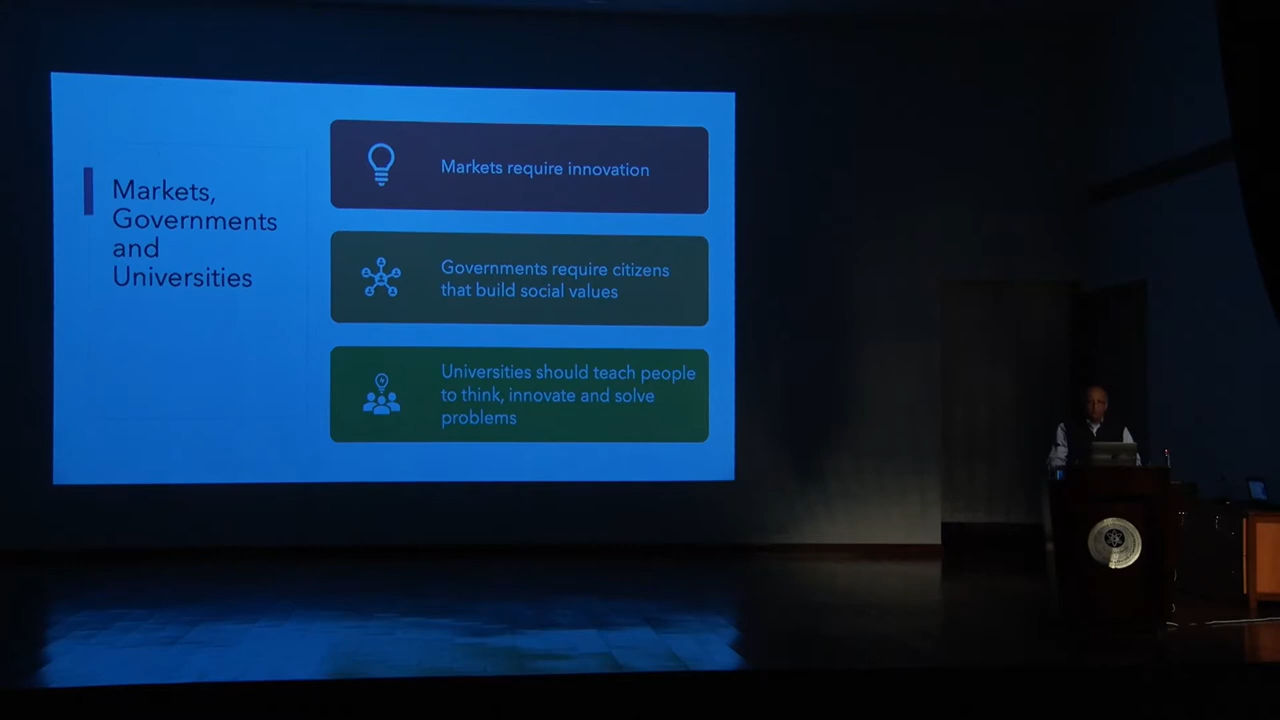 Markets,
Governments
and
Universities
Markets require innovation
Governments require citizens
that build social values
Universities should teach people
to think, innovate and solve
problems